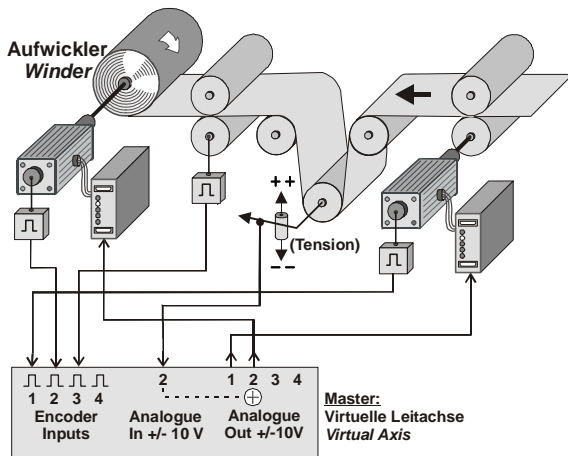 Aufwickler
Winder
++
(Tension)
--
1 2 3 4
Encoder
Inputs
2
Analogue
In +/- 10 V
1 2 3 4
Analogue
Out +/-10V
Master:
Virtuelle Leitachse
Virtual Axis